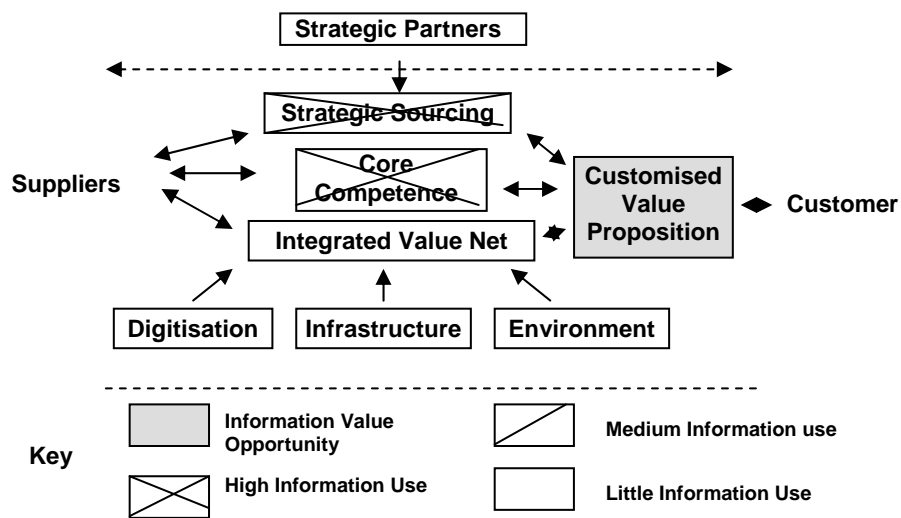 Strategic Partners
Strategic Sourcing
Core
Competence
Suppliers
Customised
Value
Proposition
Customer
Integrated Value Net
Digitisation
Infrastructure
Environment
Key
Information Value
Opportunity
Medium Information use
High Information Use
Little Information Use